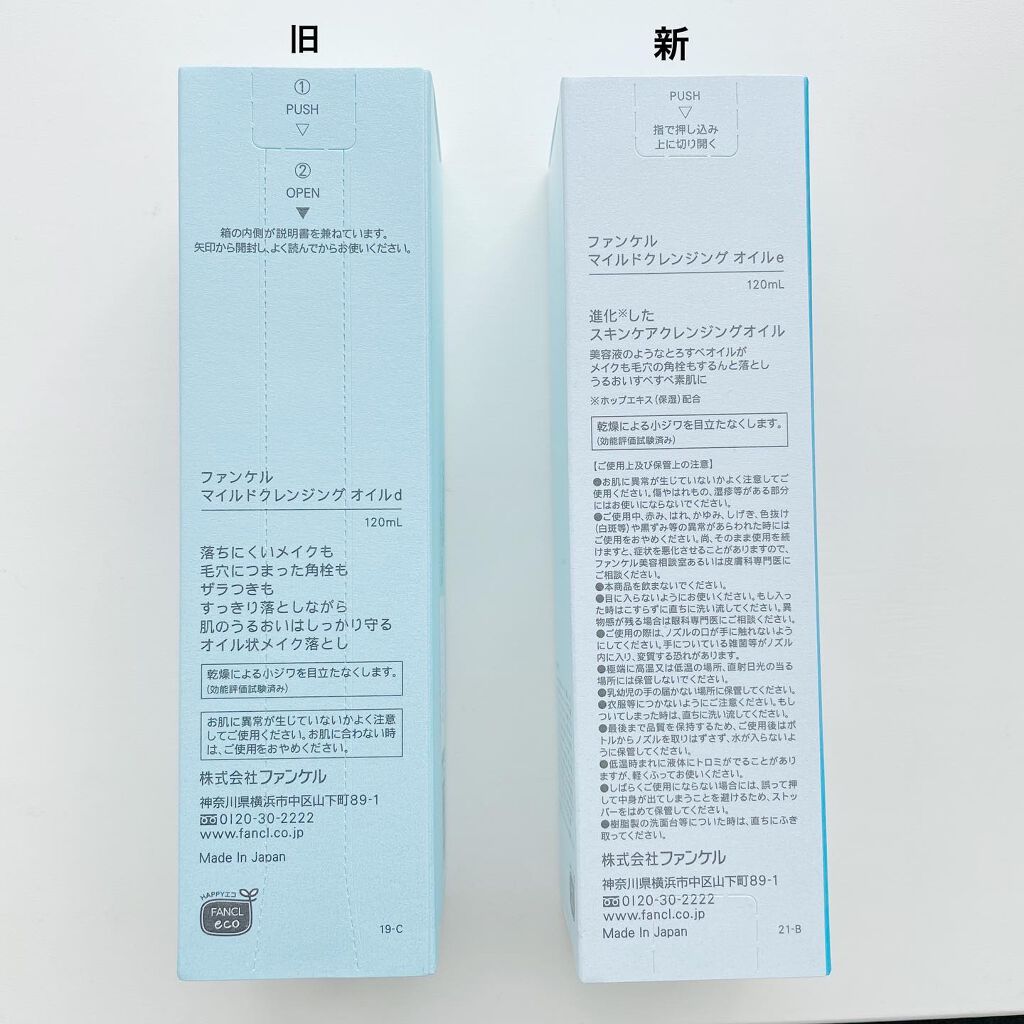 旧
①
PUSH
▽
②
OPEN
▼
箱の内側が説明書を兼ねています。
矢印から開封し、よく読んでからお使いください。
ファンケル
マイルドクレンジング オイルd
120mL
落ちにくいメイクも
毛穴につまった角栓も
ザラつきも
すっきり落としながら
肌のうるおいはしっかり守る
オイル状メイク落とし
乾燥による小ジワを目立たなくします。
(効能評価試験済み)
お肌に異常が生じていないかよく注意
してご使用ください。お肌に合わない時
は、ご使用をおやめください。
株式会社ファンケル
神奈川県横浜市中区山下町89-1
0120-30-2222
www.fancl.co.jp
Made In Japan
HAPPYエコ
FANCL
eco
19-C
新
PUSH
▽
指で押し込み
上に切り開く
ファンケル
マイルドクレンジング オイルe
120mL
進化※した
スキンケアクレンジングオイル
美容液のようなとろすべオイルが
メイクも毛穴の角栓もするんと落とし
うるおいすべすべ素肌に
※ホップエキス(保湿)配合
乾燥による小ジワを目立たなくします。
(効能評価試験済み)
【ご使用上及び保管上の注意】
●お肌に異常が生じていないかよく注意してご
使用ください。傷やはれもの、湿疹等がある部分
にはお使いにならないでください。
●ご使用中、赤み、はれ、かゆみ、しげき、色抜け
(白斑等)や黒ずみ等の異常があらわれた時には
ご使用をおやめください。尚、そのまま使用を続
けますと、症状を悪化させることがありますので、
ファンケル美容相談室あるいは皮膚科専門医に
ご相談ください。
●本商品を飲まないでください。
●目に入らないようにお使いください。もし入っ
た時はこすらずに直ちに洗い流してください。異
物感が残る場合は眼科専門医にご相談ください。
●ご使用の際は、ノズルの口が手に触れないよう
にしてください。手についている雑菌等がノズル
内に入り、変質する恐れがあります。
●極端に高温又は低温の場所、直射日光の当る
場所には保管しないでください。
●乳幼児の手の届かない場所に保管してください。
●衣服等につかないようにご注意ください。もし
ついてしまった時は、直ちに洗い流してください。
●最後まで品質を保持するため、ご使用後はボ
トルからノズルを取りはずさず、水が入らないよ
うに保管してください。
●低温時まれに液体にトロミがでることがあり
ますが、軽くふってお使いください。
●しばらくご使用にならない場合には、誤って押
して中身が出てしまうことを避けるため、ストッ
パーをはめて保管してください。
●樹脂製の洗面台等についた時は、直ちにふき
取ってください。
株式会社ファンケル
神奈川県横浜市中区山下町89-1
0120-30-2222
www.fancl.co.jp
Made In Japan
21-B